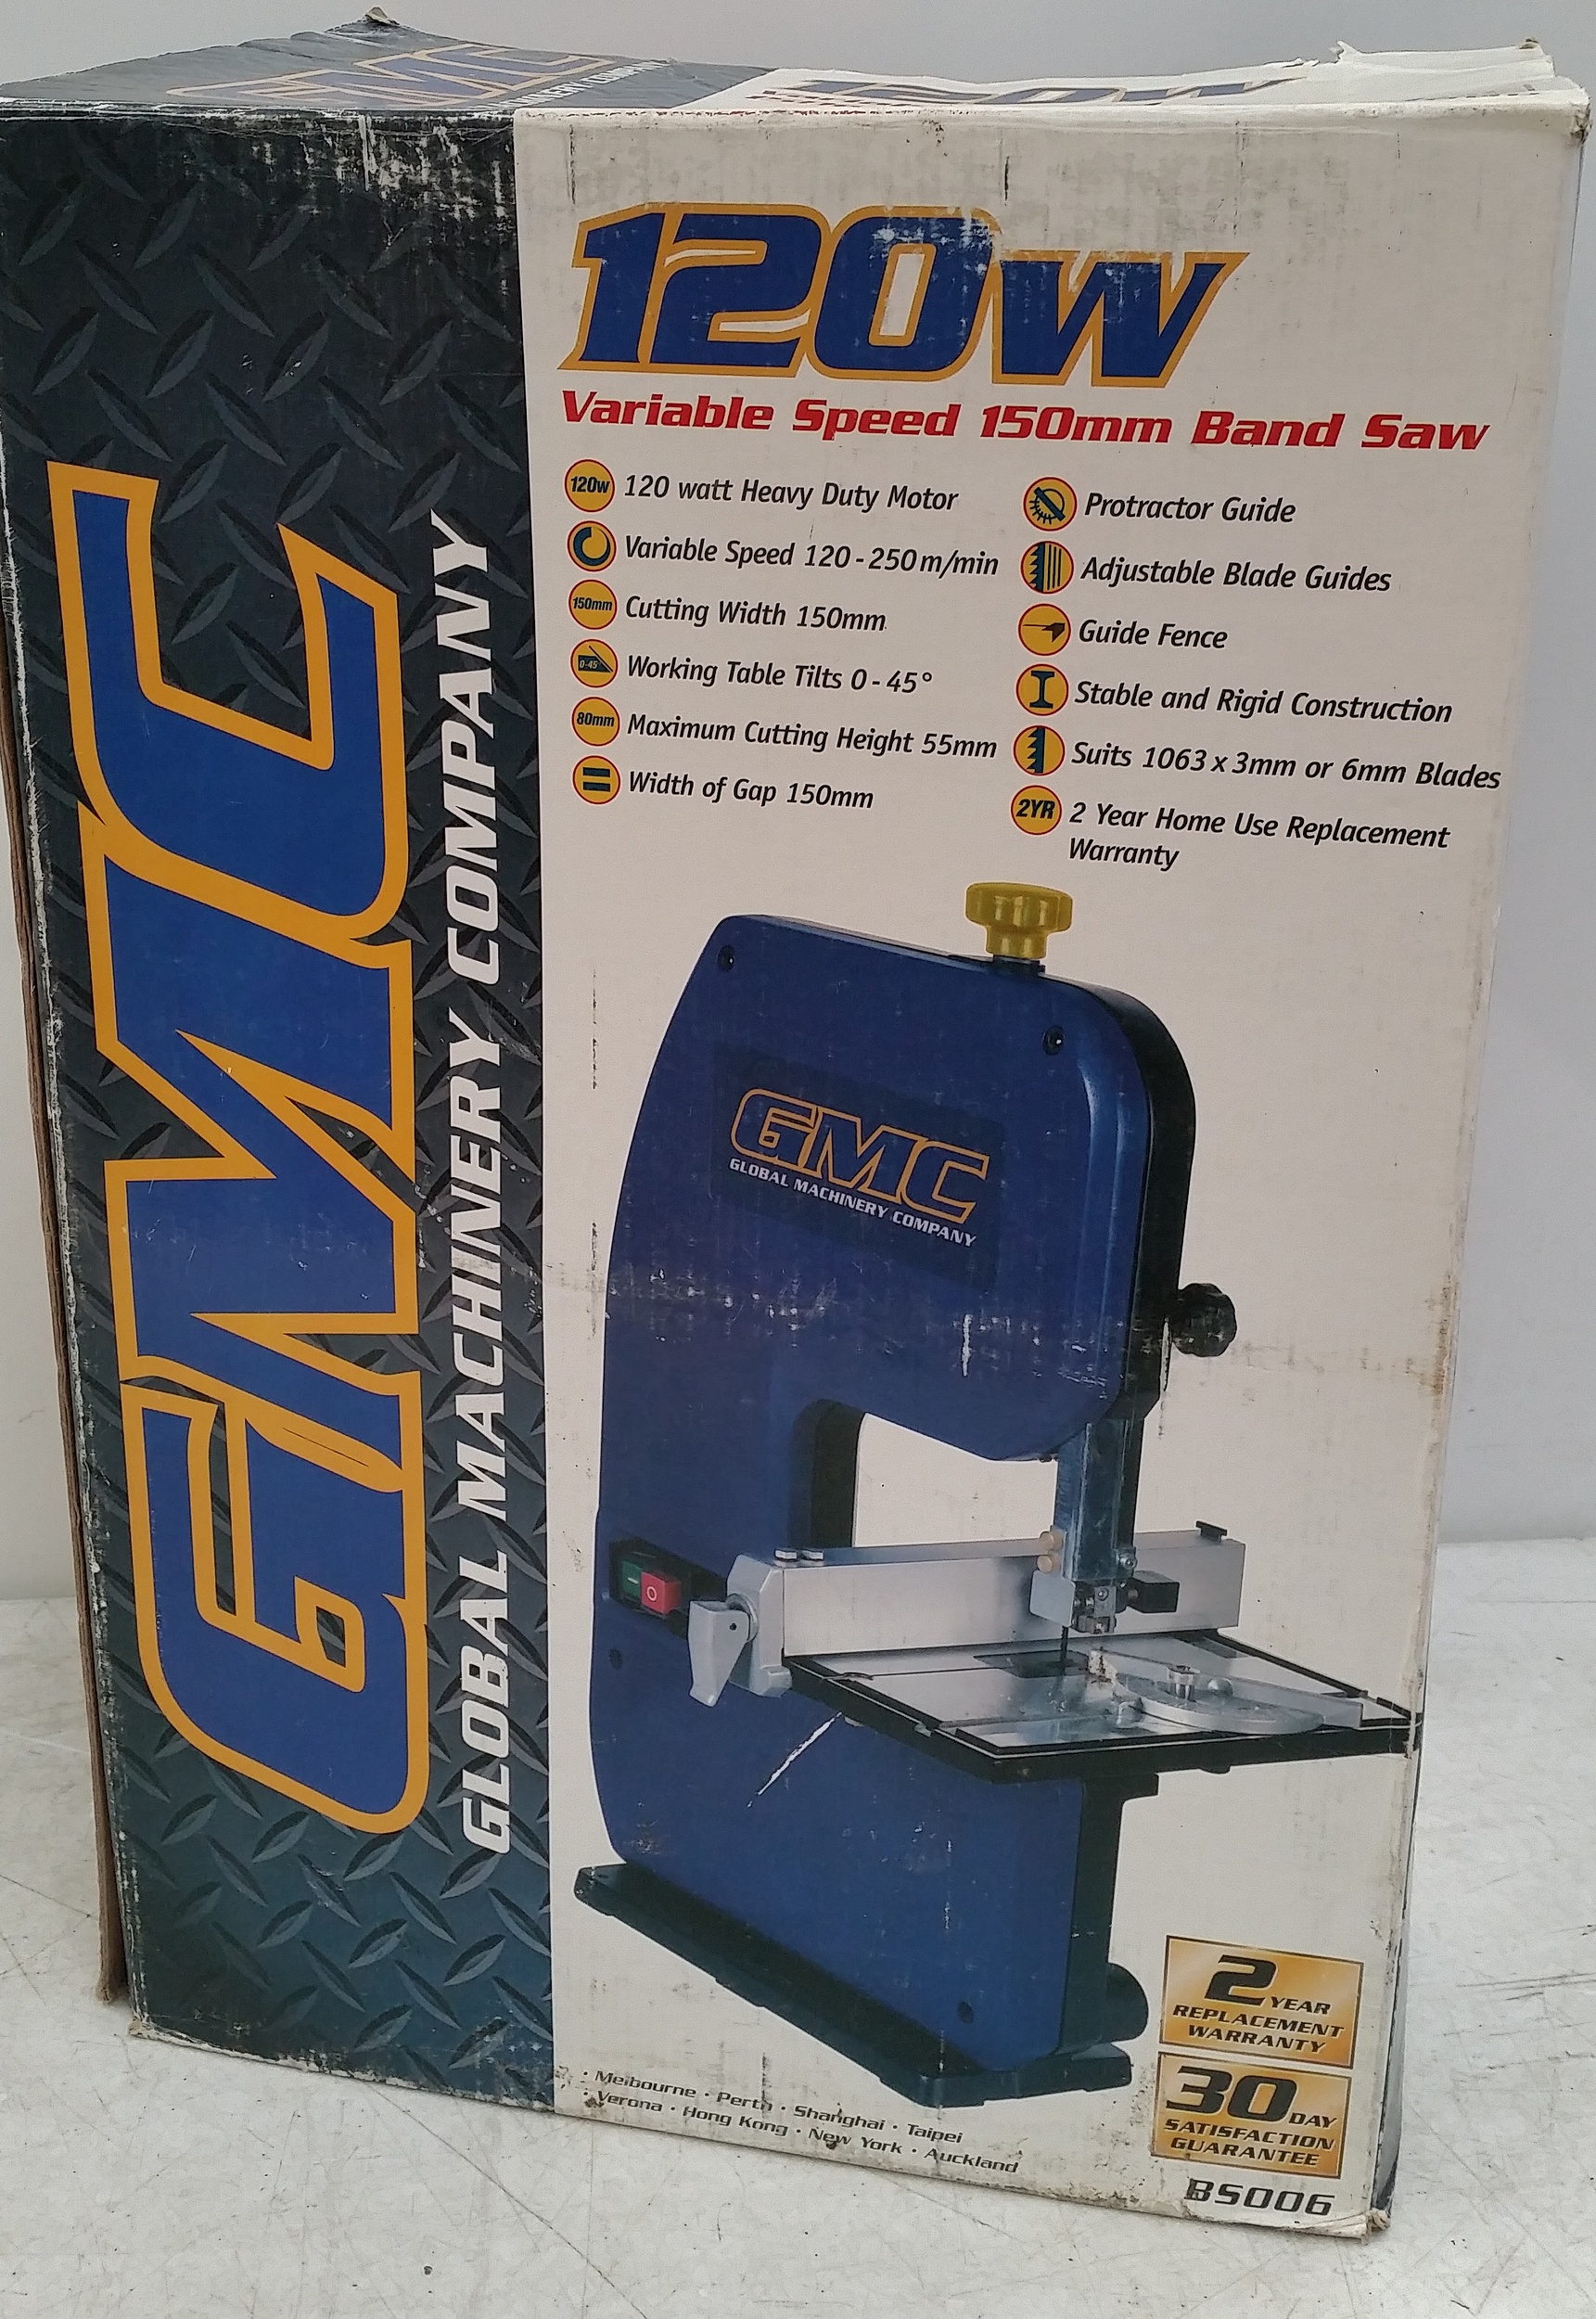 GMC
MACHINERY COMPANY
120W
GMC
GLOBAL MACHINERY COMPANY
120w
Variable Speed 150mm Band Saw
120w 120 watt Heavy Duty Motor
Variable Speed 120-250m/min
150mm Cutting Width 150mm
0-45° Working Table Tilts 0-45°
80mm Maximum Cutting Height 55mm
Width of Gap 150mm
Protractor Guide
Adjustable Blade Guides
Guide Fence
Stable and Rigid Construction
Suits 1063 x 3mm or 6mm Blades
2YR 2 Year Home Use Replacement
Warranty
GMC
GLOBAL MACHINERY COMPANY
2 YEAR
REPLACEMENT
WARRANTY
30 DAY
SATISFACTION
GUARANTEE
• Melbourne • Perth • Shanghai • Taipei
• Verona • Hong Kong • New York • Auckland
BS006